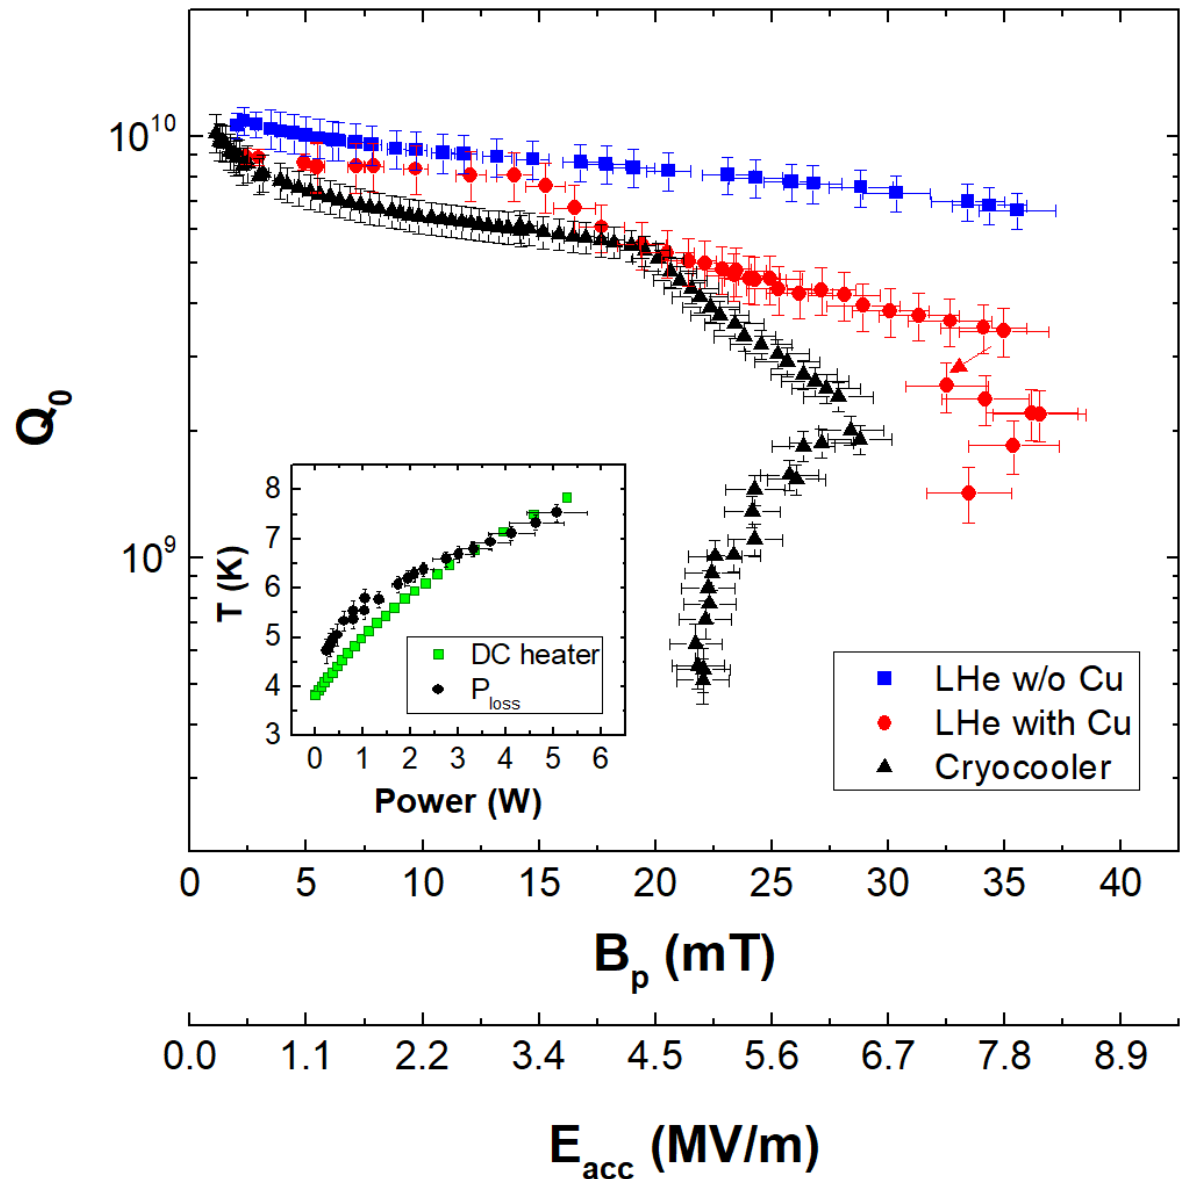 10¹⁰
10⁹
Q₀
8
7
6
5
4
3
T (K)
0 1 2 3 4 5 6
Power (W)
DC heater
P_loss
LHe w/o Cu
LHe with Cu
Cryocooler
0 5 10 15 20 25 30 35 40
B_p (mT)
0.0 1.1 2.2 3.4 4.5 5.6 6.7 7.8 8.9
E_acc (MV/m)